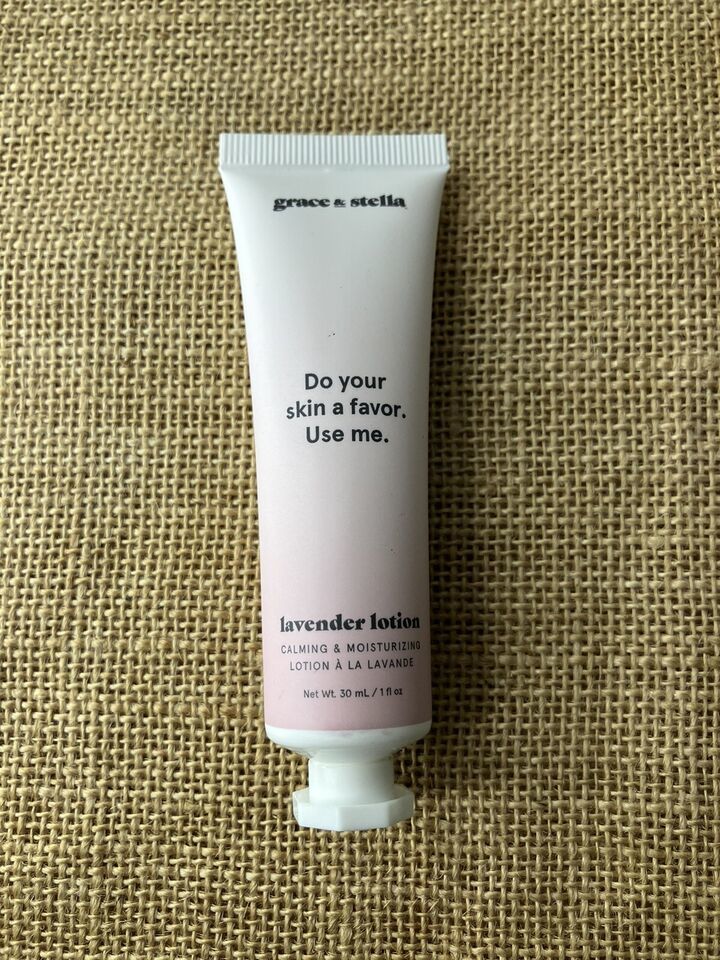 grace & stella
Do your
skin a favor.
Use me.
lavender lotion
CALMING & MOISTURIZING
LOTION À LA LAVANDE
Net Wt. 30 mL / 1 fl oz